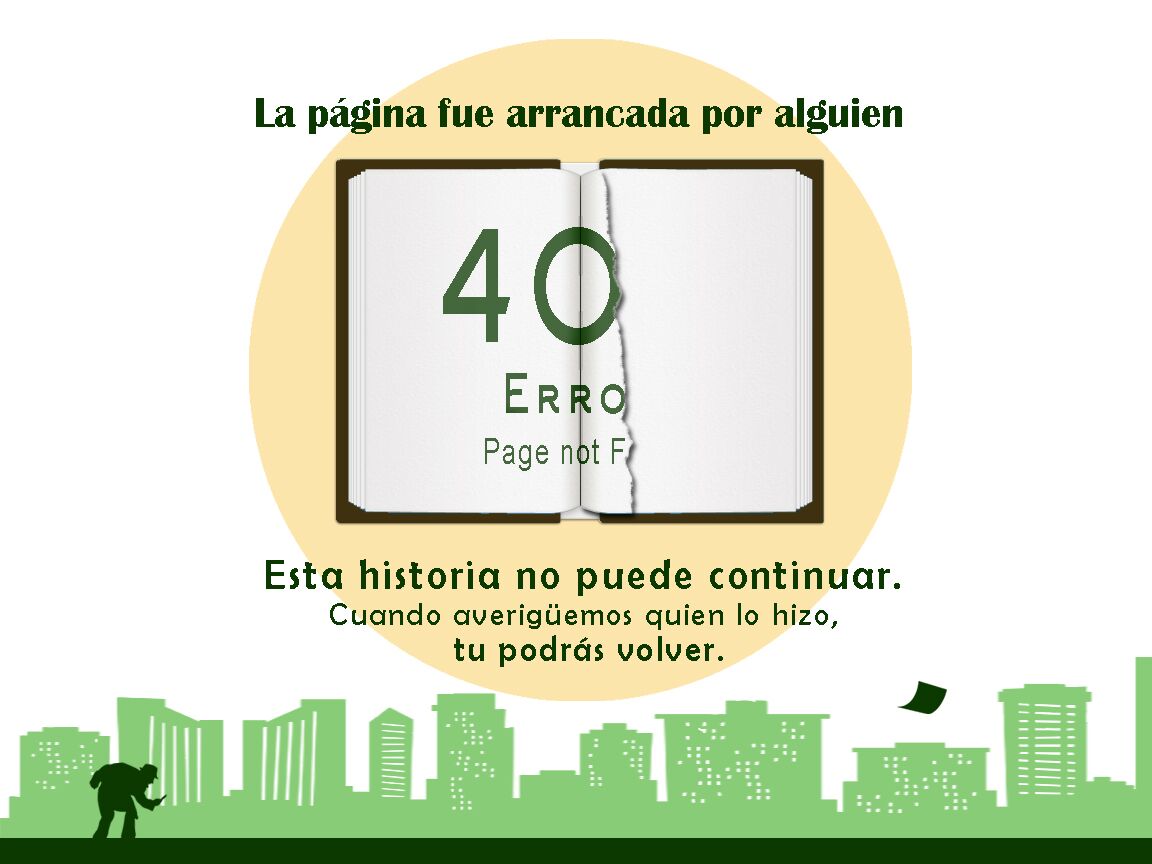 La página fue arrancada por alguien
40
Erro
Page not F
Esta historia no puede continuar.
Cuando averigüemos quien lo hizo,
tu podrás volver.